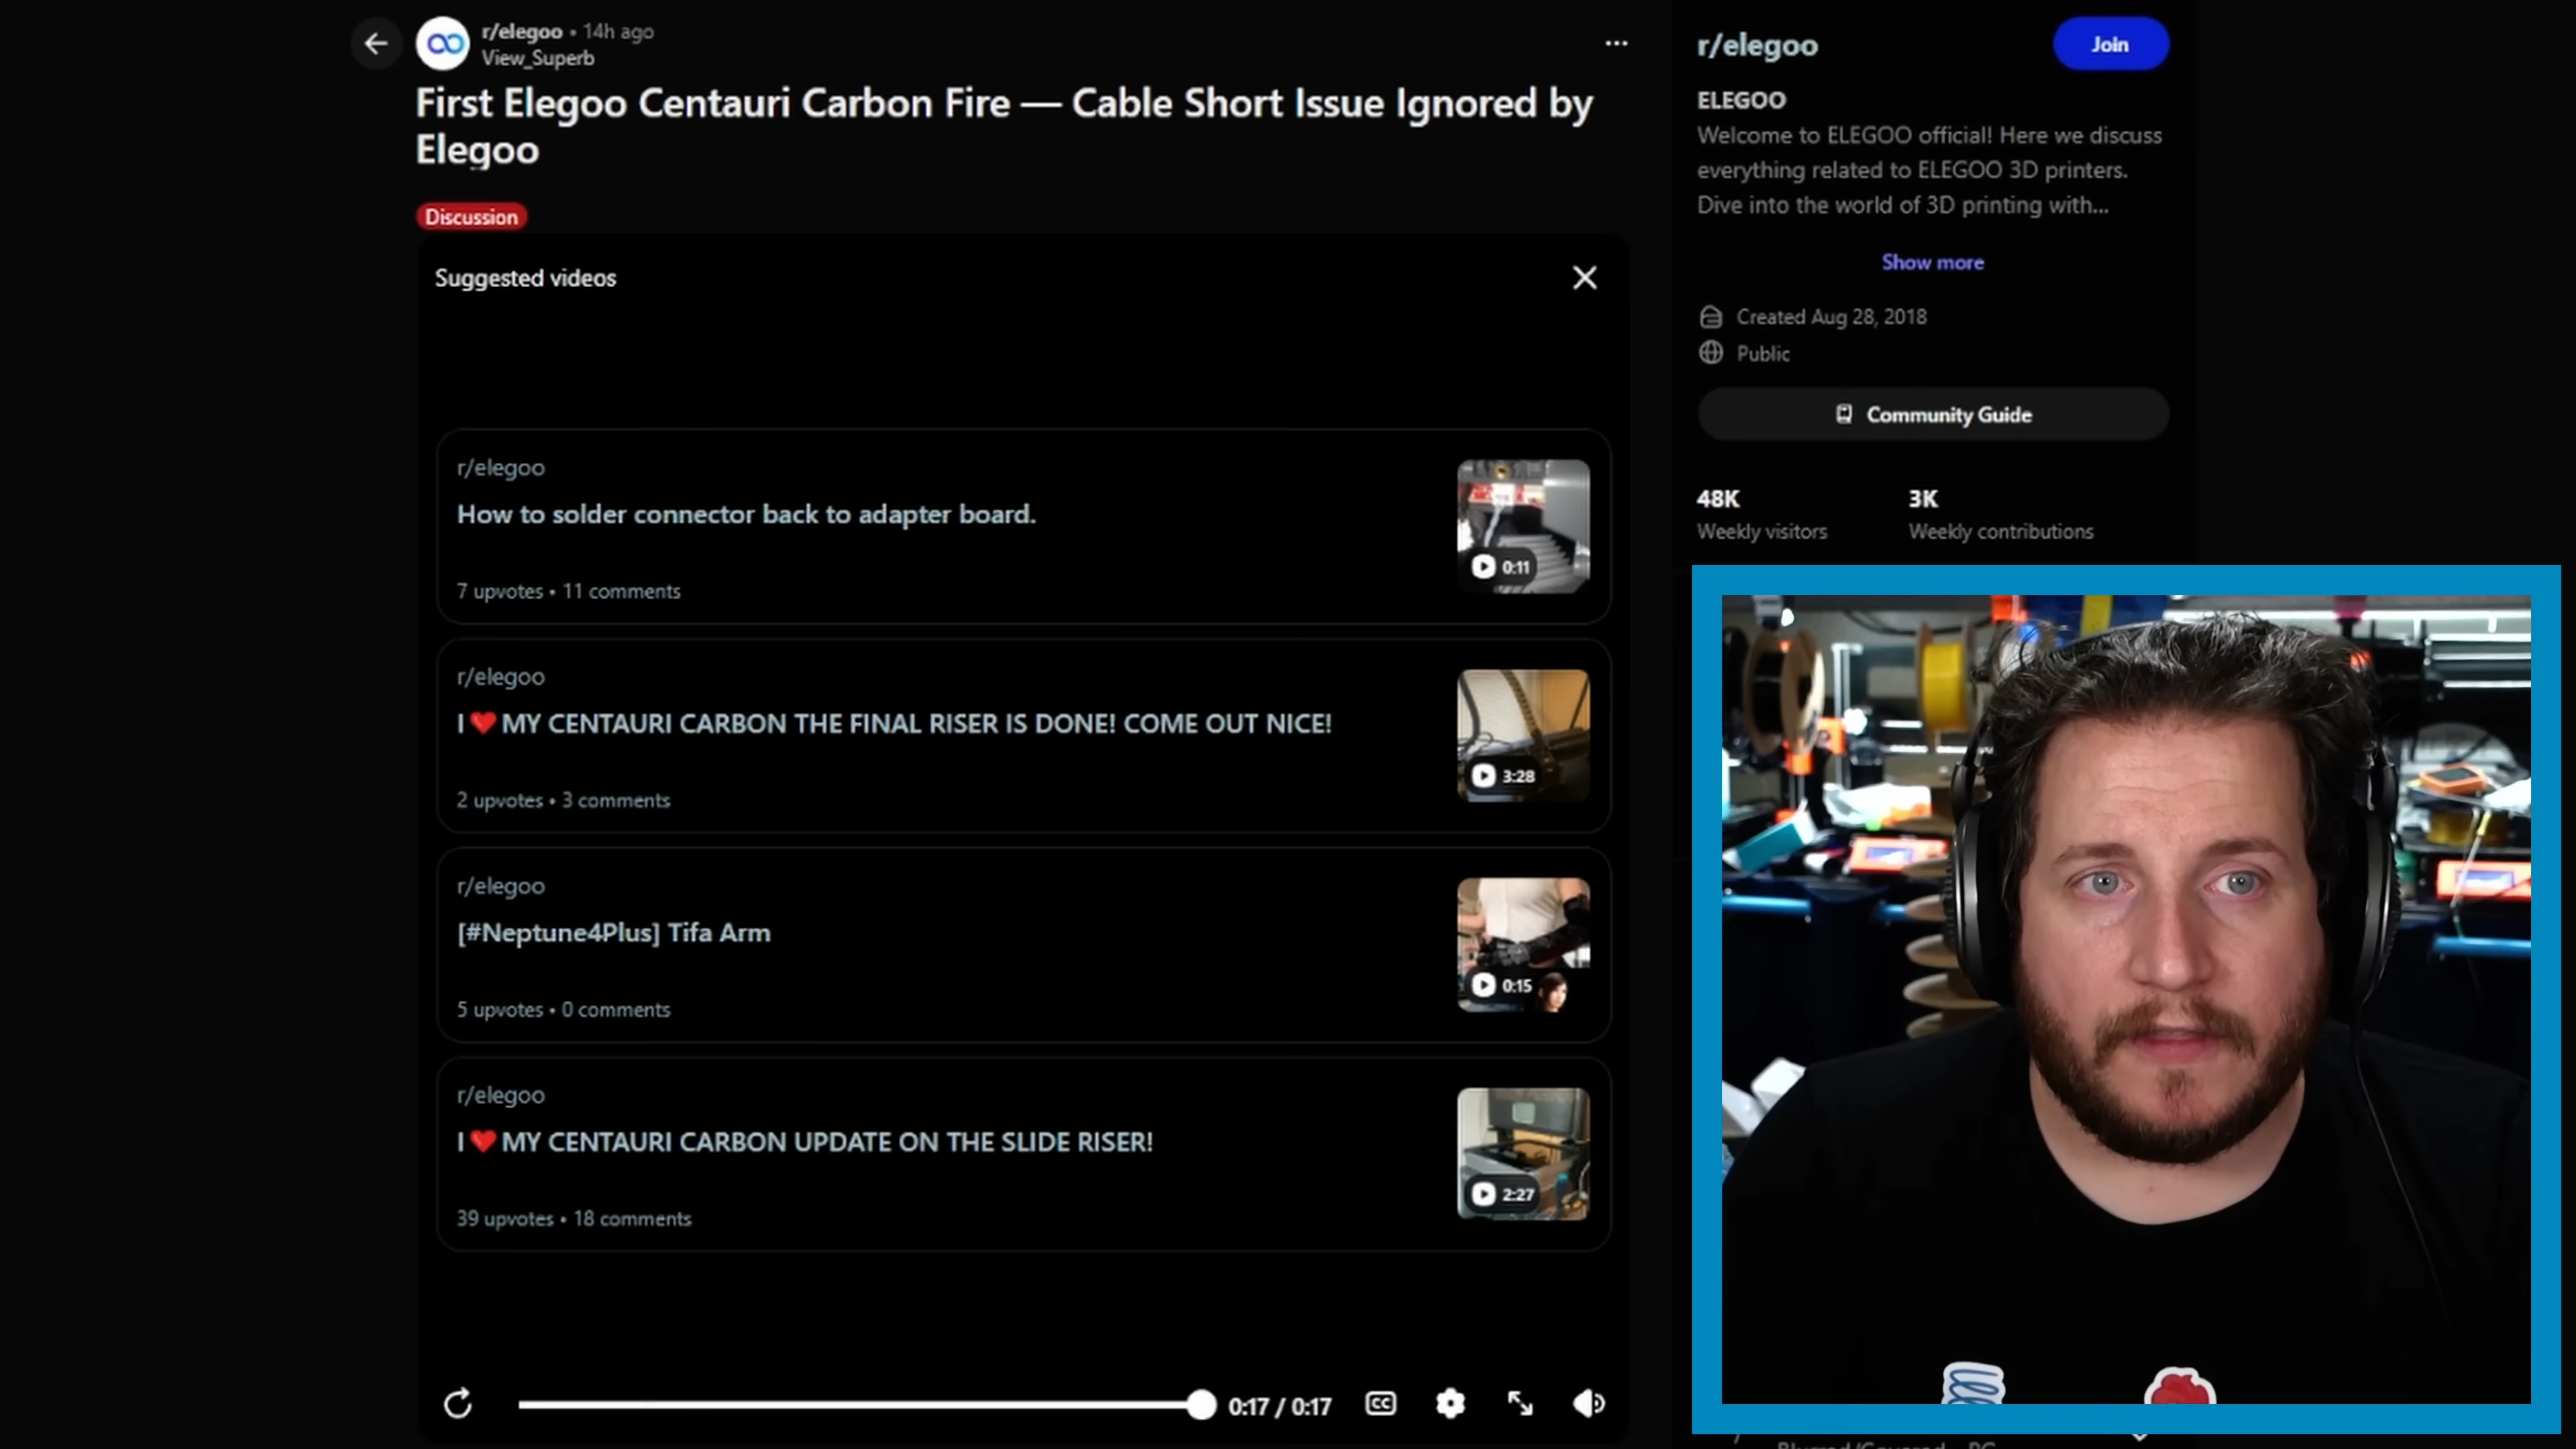 r/elegoo • 14h ago
View_Superb
First Elegoo Centauri Carbon Fire — Cable Short Issue Ignored by
Elegoo
Discussion
Suggested videos
r/elegoo
How to solder connector back to adapter board.
7 upvotes • 11 comments
0:11
r/elegoo
I ❤️ MY CENTAURI CARBON THE FINAL RISER IS DONE! COME OUT NICE!
2 upvotes • 3 comments
3:28
r/elegoo
[#Neptune4Plus] Tifa Arm
5 upvotes • 0 comments
0:15
r/elegoo
I ❤️ MY CENTAURI CARBON UPDATE ON THE SLIDE RISER!
39 upvotes • 18 comments
2:27
0:17 / 0:17
CC
r/elegoo
Join
ELEGOO
Welcome to ELEGOO official! Here we discuss
everything related to ELEGOO 3D printers.
Dive into the world of 3D printing with...
Show more
Created Aug 28, 2018
Public
Community Guide
48K
Weekly visitors
3K
Weekly contributions